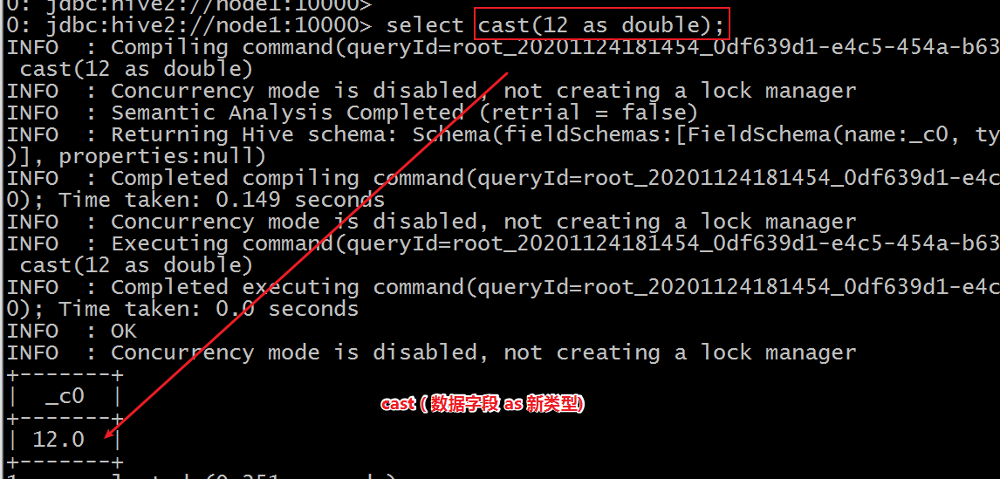 0: jdbc:hive2://node1:10000>
0: jdbc:hive2://node1:10000> select cast(12 as double);
INFO  : Compiling command(queryId=root_20201124181454_0df639d1-e4c5-454a-b63
 cast(12 as double)
INFO  : Concurrency mode is disabled, not creating a lock manager
INFO  : Semantic Analysis Completed (retrial = false)
INFO  : Returning Hive schema: Schema(fieldSchemas:[FieldSchema(name:_c0, ty
)], properties:null)
INFO  : Completed compiling command(queryId=root_20201124181454_0df639d1-e4c
0); Time taken: 0.149 seconds
INFO  : Concurrency mode is disabled, not creating a lock manager
INFO  : Executing command(queryId=root_20201124181454_0df639d1-e4c5-454a-b63
 cast(12 as double)
INFO  : Completed executing command(queryId=root_20201124181454_0df639d1-e4c
0); Time taken: 0.0 seconds
INFO  : OK
INFO  : Concurrency mode is disabled, not creating a lock manager
+-------+
|  _c0  |
+-------+
| 12.0  |
+-------+
cast ( 数据字段 as 新类型)